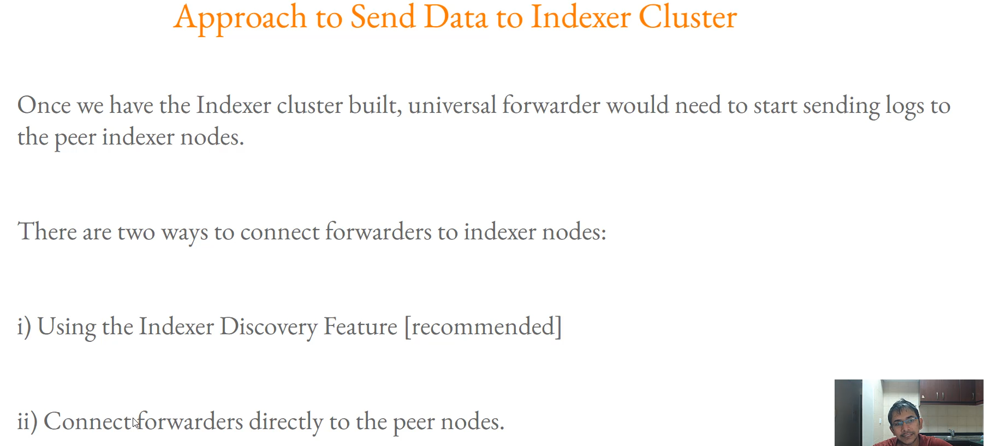 Approach to Send Data to Indexer Cluster
Once we have the Indexer cluster built, universal forwarder would need to start sending logs to
the peer indexer nodes.
There are two ways to connect forwarders to indexer nodes:
i) Using the Indexer Discovery Feature [recommended]
ii) Connect forwarders directly to the peer nodes.